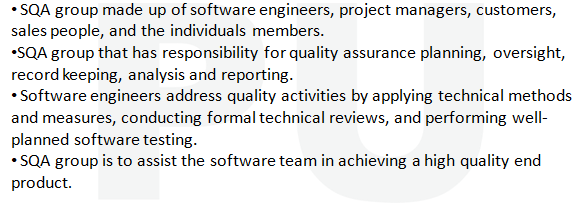 • SQA group made up of software engineers, project managers, customers,
sales people, and the individuals members.
•SQA group that has responsibility for quality assurance planning, oversight,
record keeping, analysis and reporting.
• Software engineers address quality activities by applying technical methods
and measures, conducting formal technical reviews, and performing well-
planned software testing.
• SQA group is to assist the software team in achieving a high quality end
product.
PU